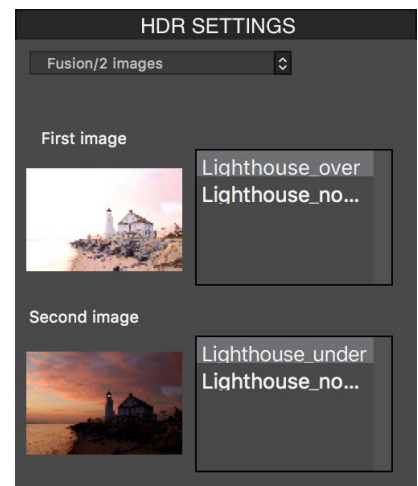 HDR SETTINGS
Fusion/2 images
First image
Lighthouse_over
Lighthouse_no...
Second image
Lighthouse_under
Lighthouse_no...